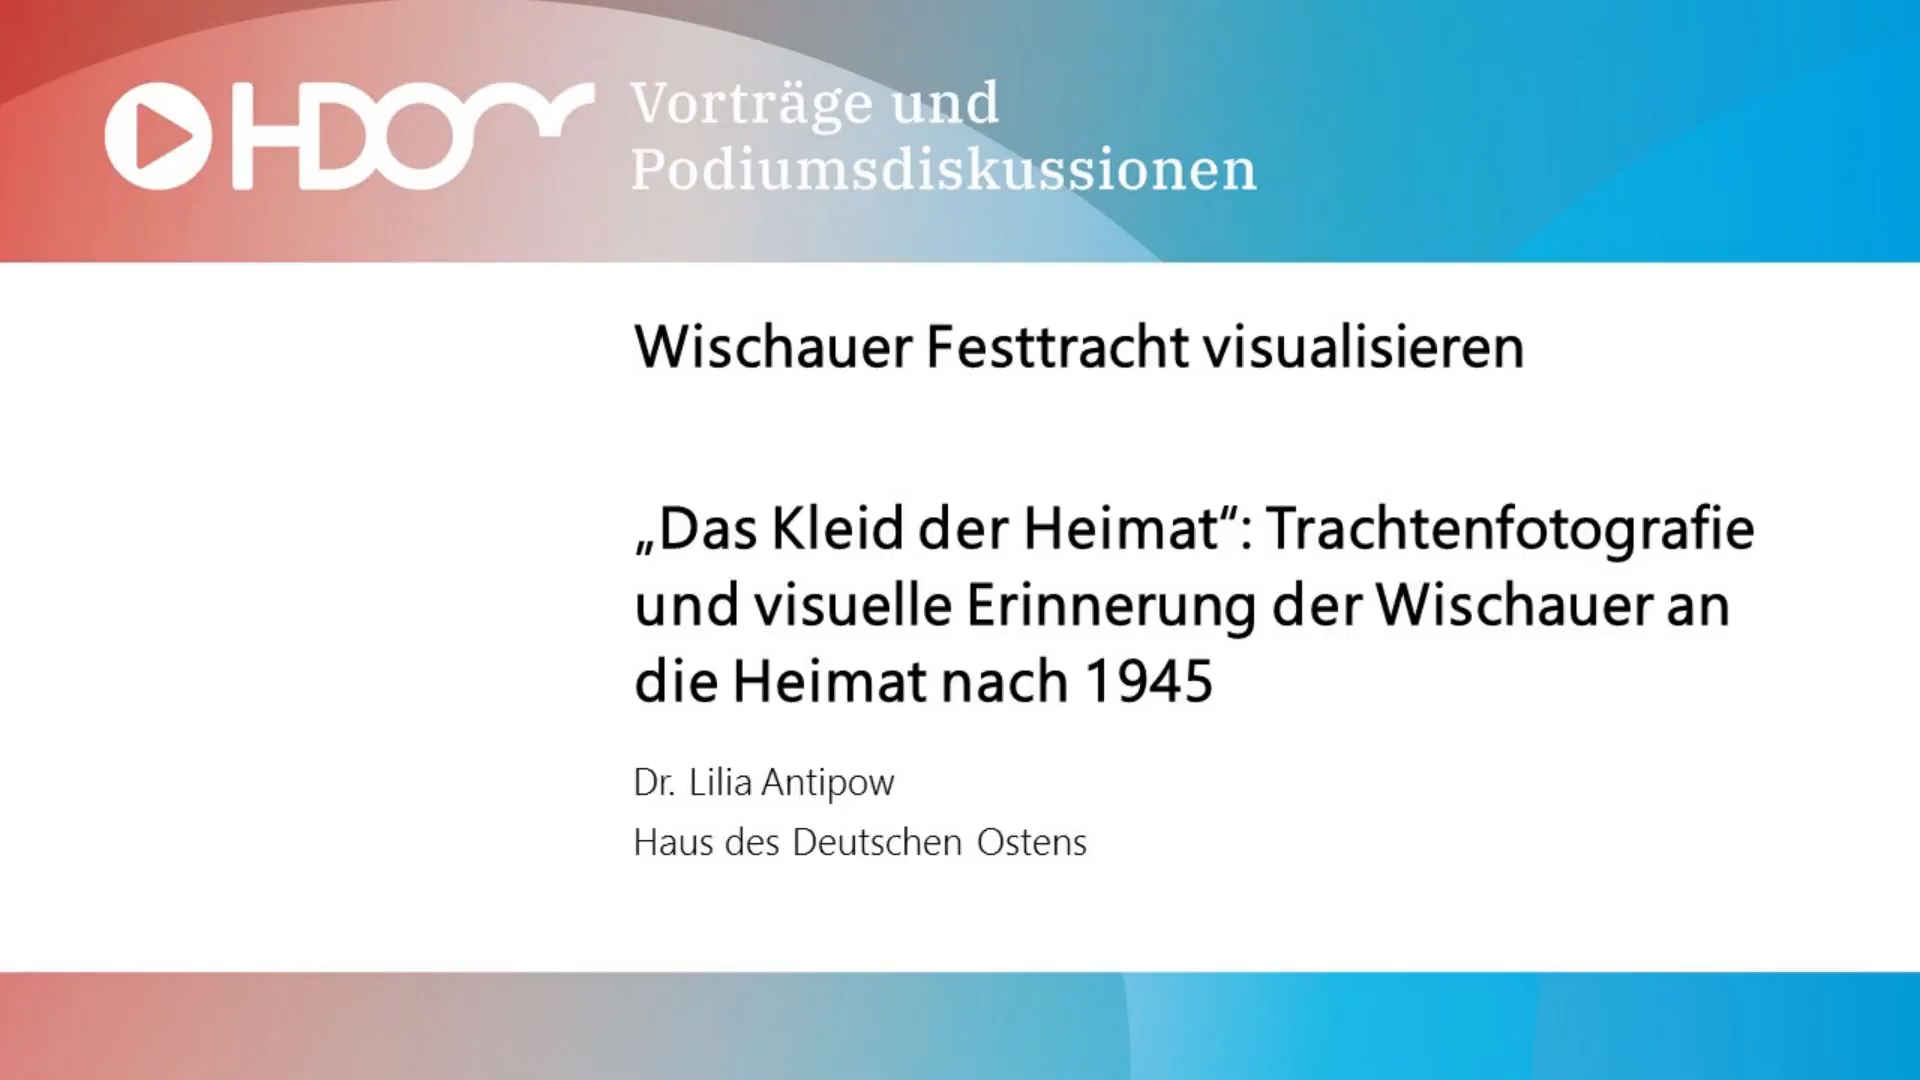 HDO
Vorträge und
Podiumsdiskussionen
Wischauer Festtracht visualisieren
„Das Kleid der Heimat“: Trachtenfotografie
und visuelle Erinnerung der Wischauer an
die Heimat nach 1945
Dr. Lilia Antipow
Haus des Deutschen Ostens